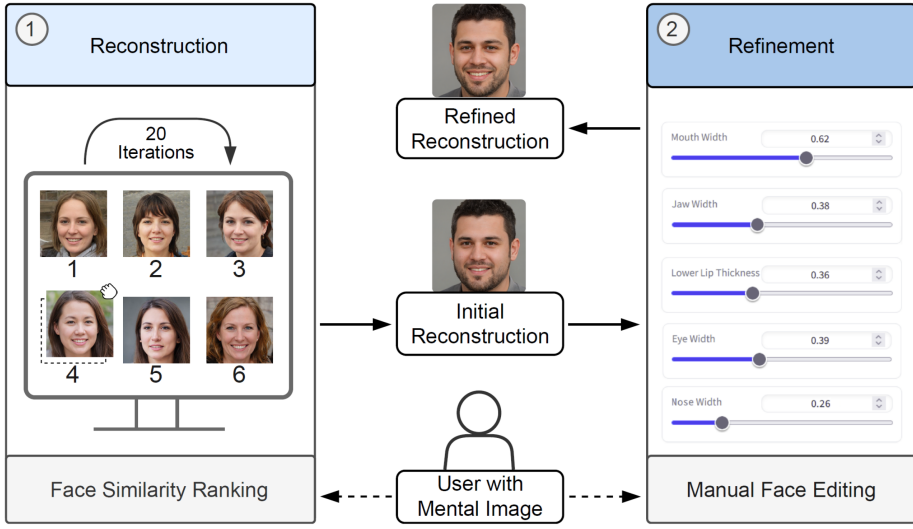 1
Reconstruction
20
Iterations
1
2
3
4
5
6
Face Similarity Ranking
Refined
Reconstruction
Initial
Reconstruction
User with
Mental Image
2
Refinement
Mouth Width
0.62
Jaw Width
0.38
Lower Lip Thickness
0.36
Eye Width
0.39
Nose Width
0.26
Manual Face Editing